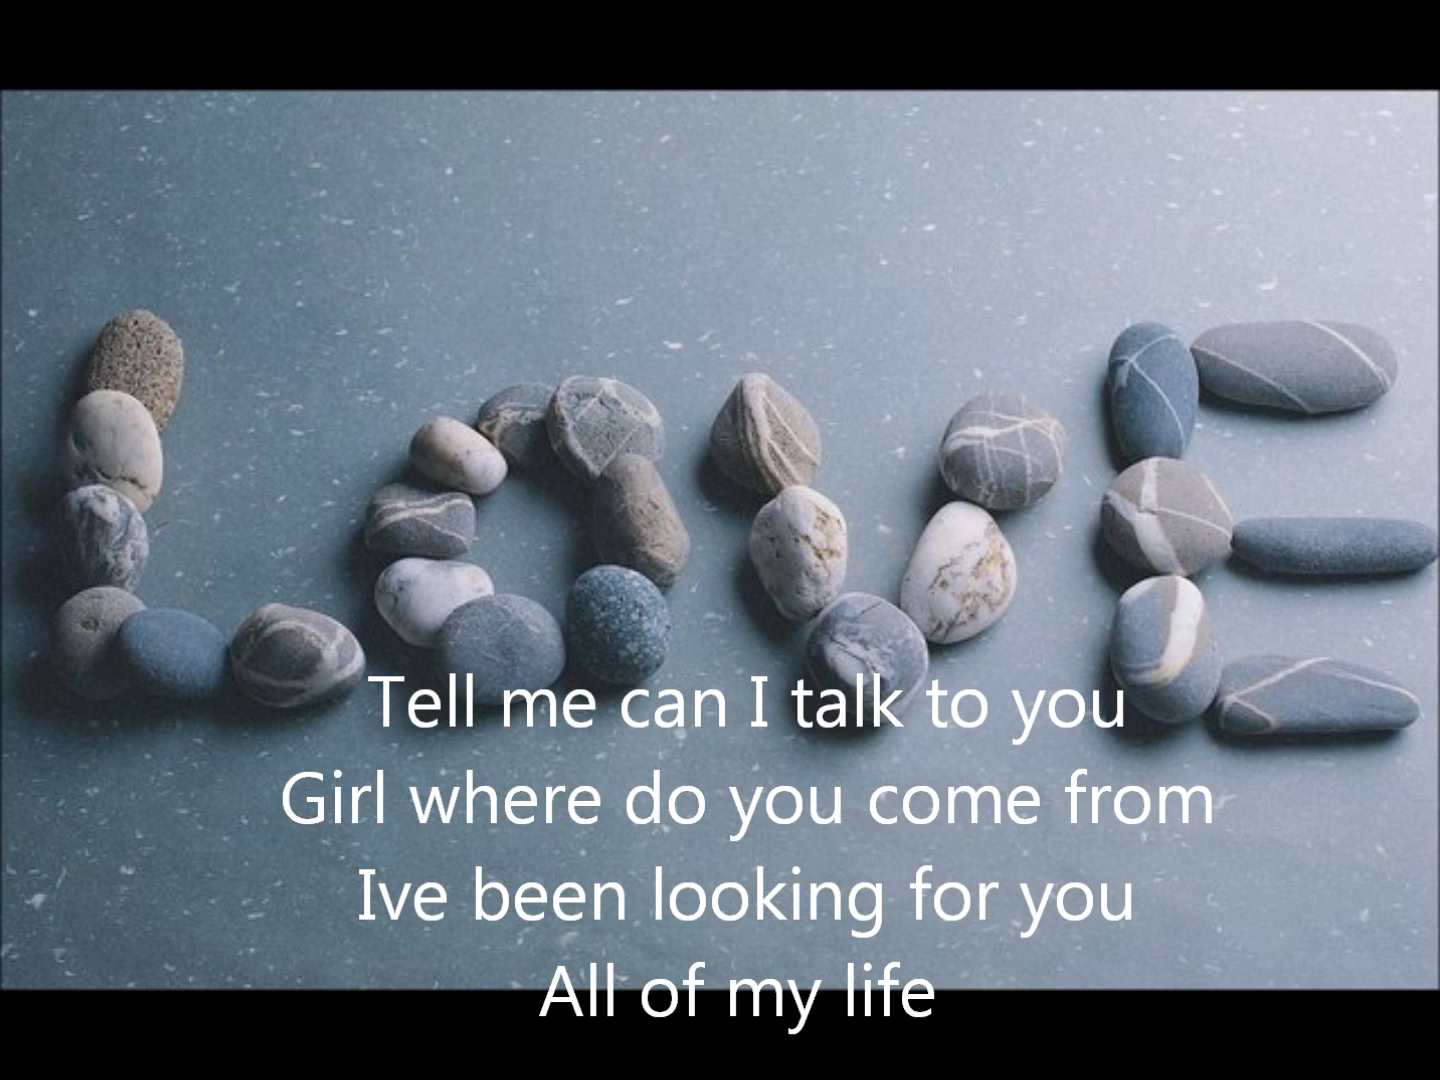 LOVE
Tell me can I talk to you
Girl where do you come from
Ive been looking for you
All of my life